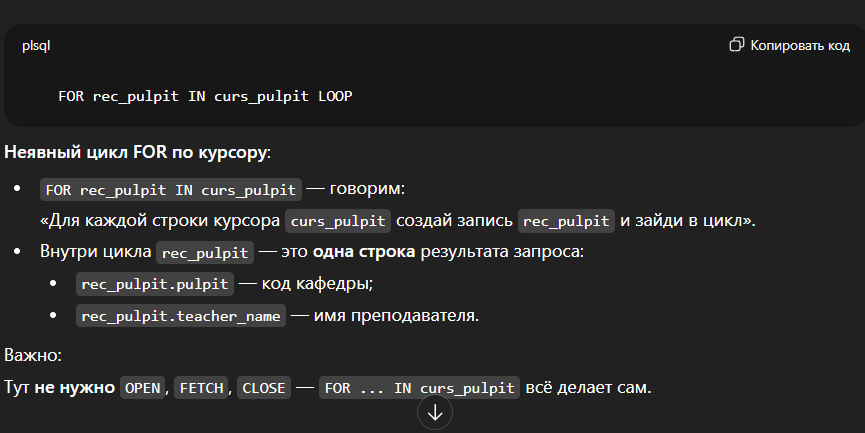 plsql
Копировать код
FOR rec_pulpit IN curs_pulpit LOOP
Неявный цикл FOR по курсору:
• FOR rec_pulpit IN curs_pulpit — говорим:
«Для каждой строки курсора curs_pulpit создай запись rec_pulpit и зайди в цикл».
• Внутри цикла rec_pulpit — это одна строка результата запроса:
• rec_pulpit.pulpit — код кафедры;
• rec_pulpit.teacher_name — имя преподавателя.
Важно:
Тут не нужно OPEN, FETCH, CLOSE — FOR ... IN curs_pulpit всё делает сам.